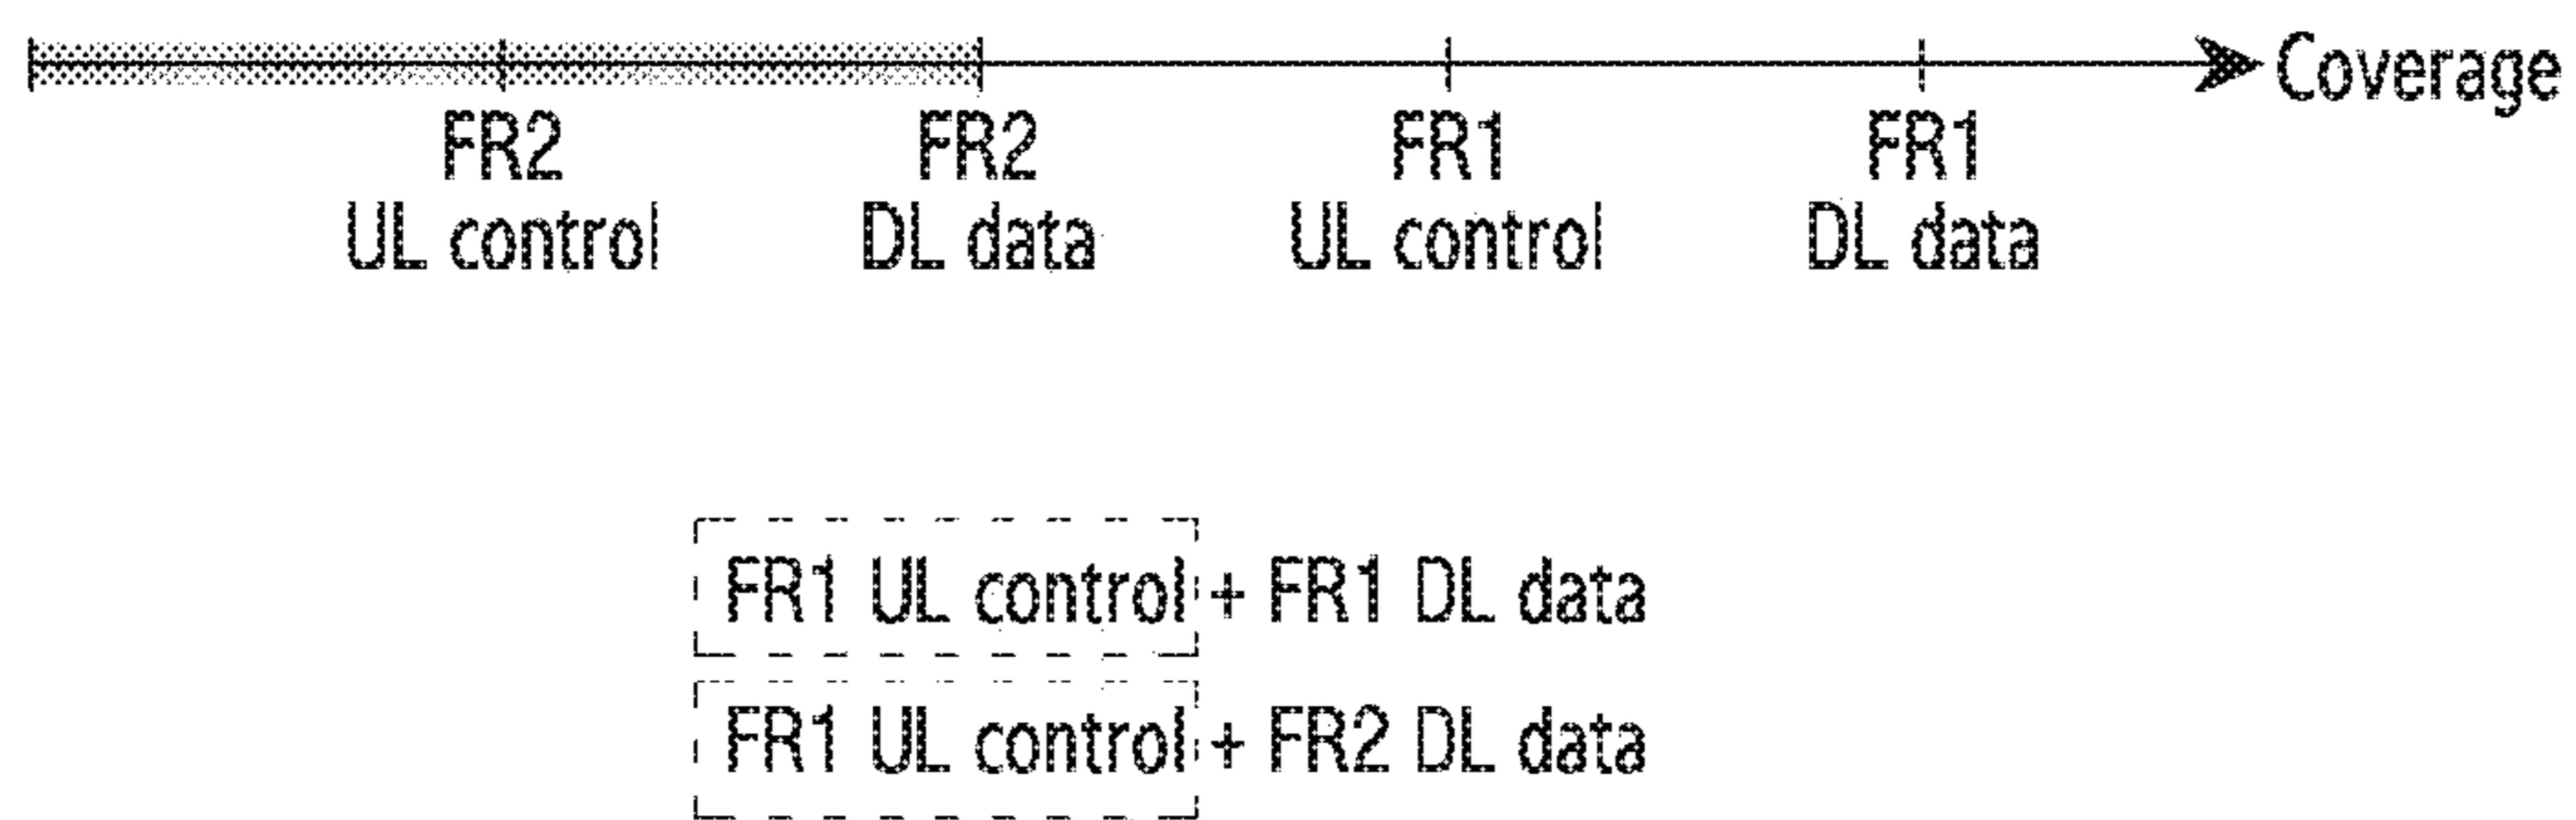 Coverage
FR2 UL control
FR2 DL data
FR1 UL control
FR1 DL data
FR1 UL control + FR1 DL data
FR1 UL control + FR2 DL data